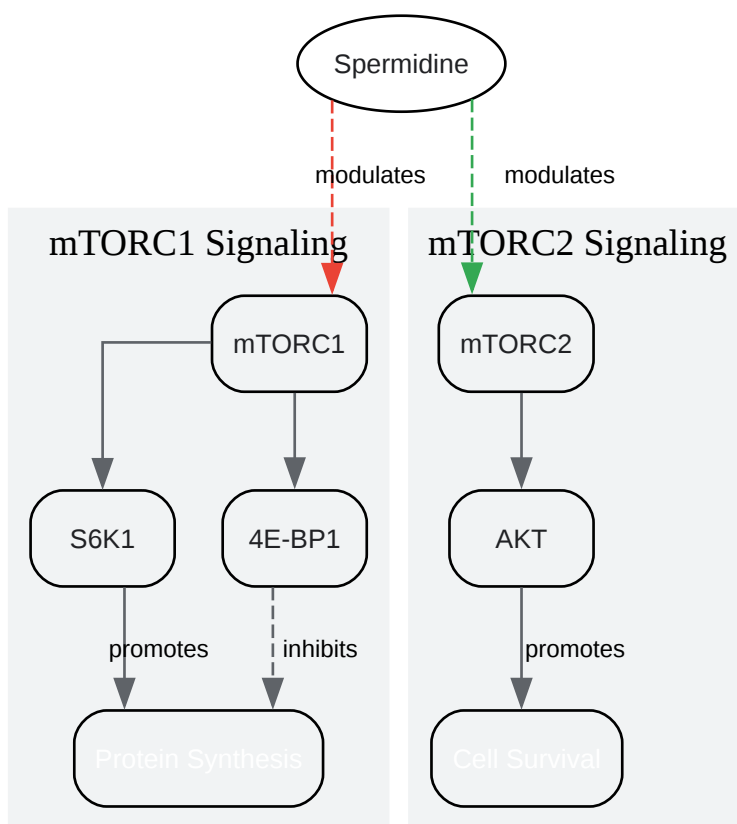 Spermidine
modulates
modulates
mTORC1 Signaling
mTORC2 Signaling
mTORC1
mTORC2
S6K1
4E-BP1
AKT
promotes
inhibits
promotes
Protein Synthesis
Cell Survival